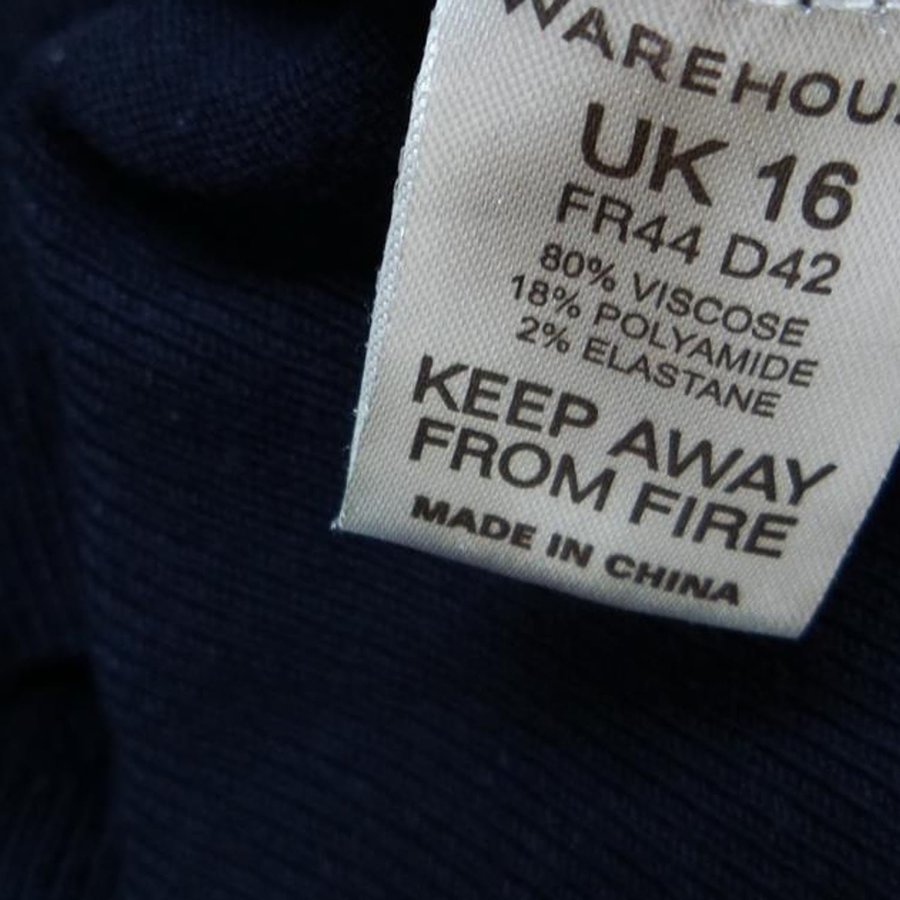 WAREHOUS
UK 16
FR44 D42
80% VISCOSE
18% POLYAMIDE
2% ELASTANE
KEEP AWAY
FROM FIRE
MADE IN CHINA